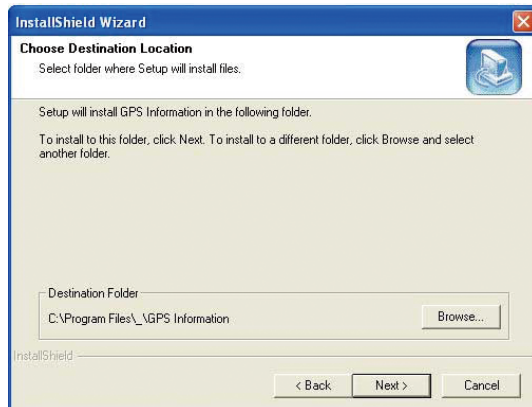 InstallShield Wizard
Choose Destination Location
Select folder where Setup will install files.
Setup will install GPS Information in the following folder.
To install to this folder, click Next. To install to a different folder, click Browse and select
another folder.
Destination Folder
C:\Program Files\_\GPS Information
Browse...
InstallShield
< Back
Next >
Cancel